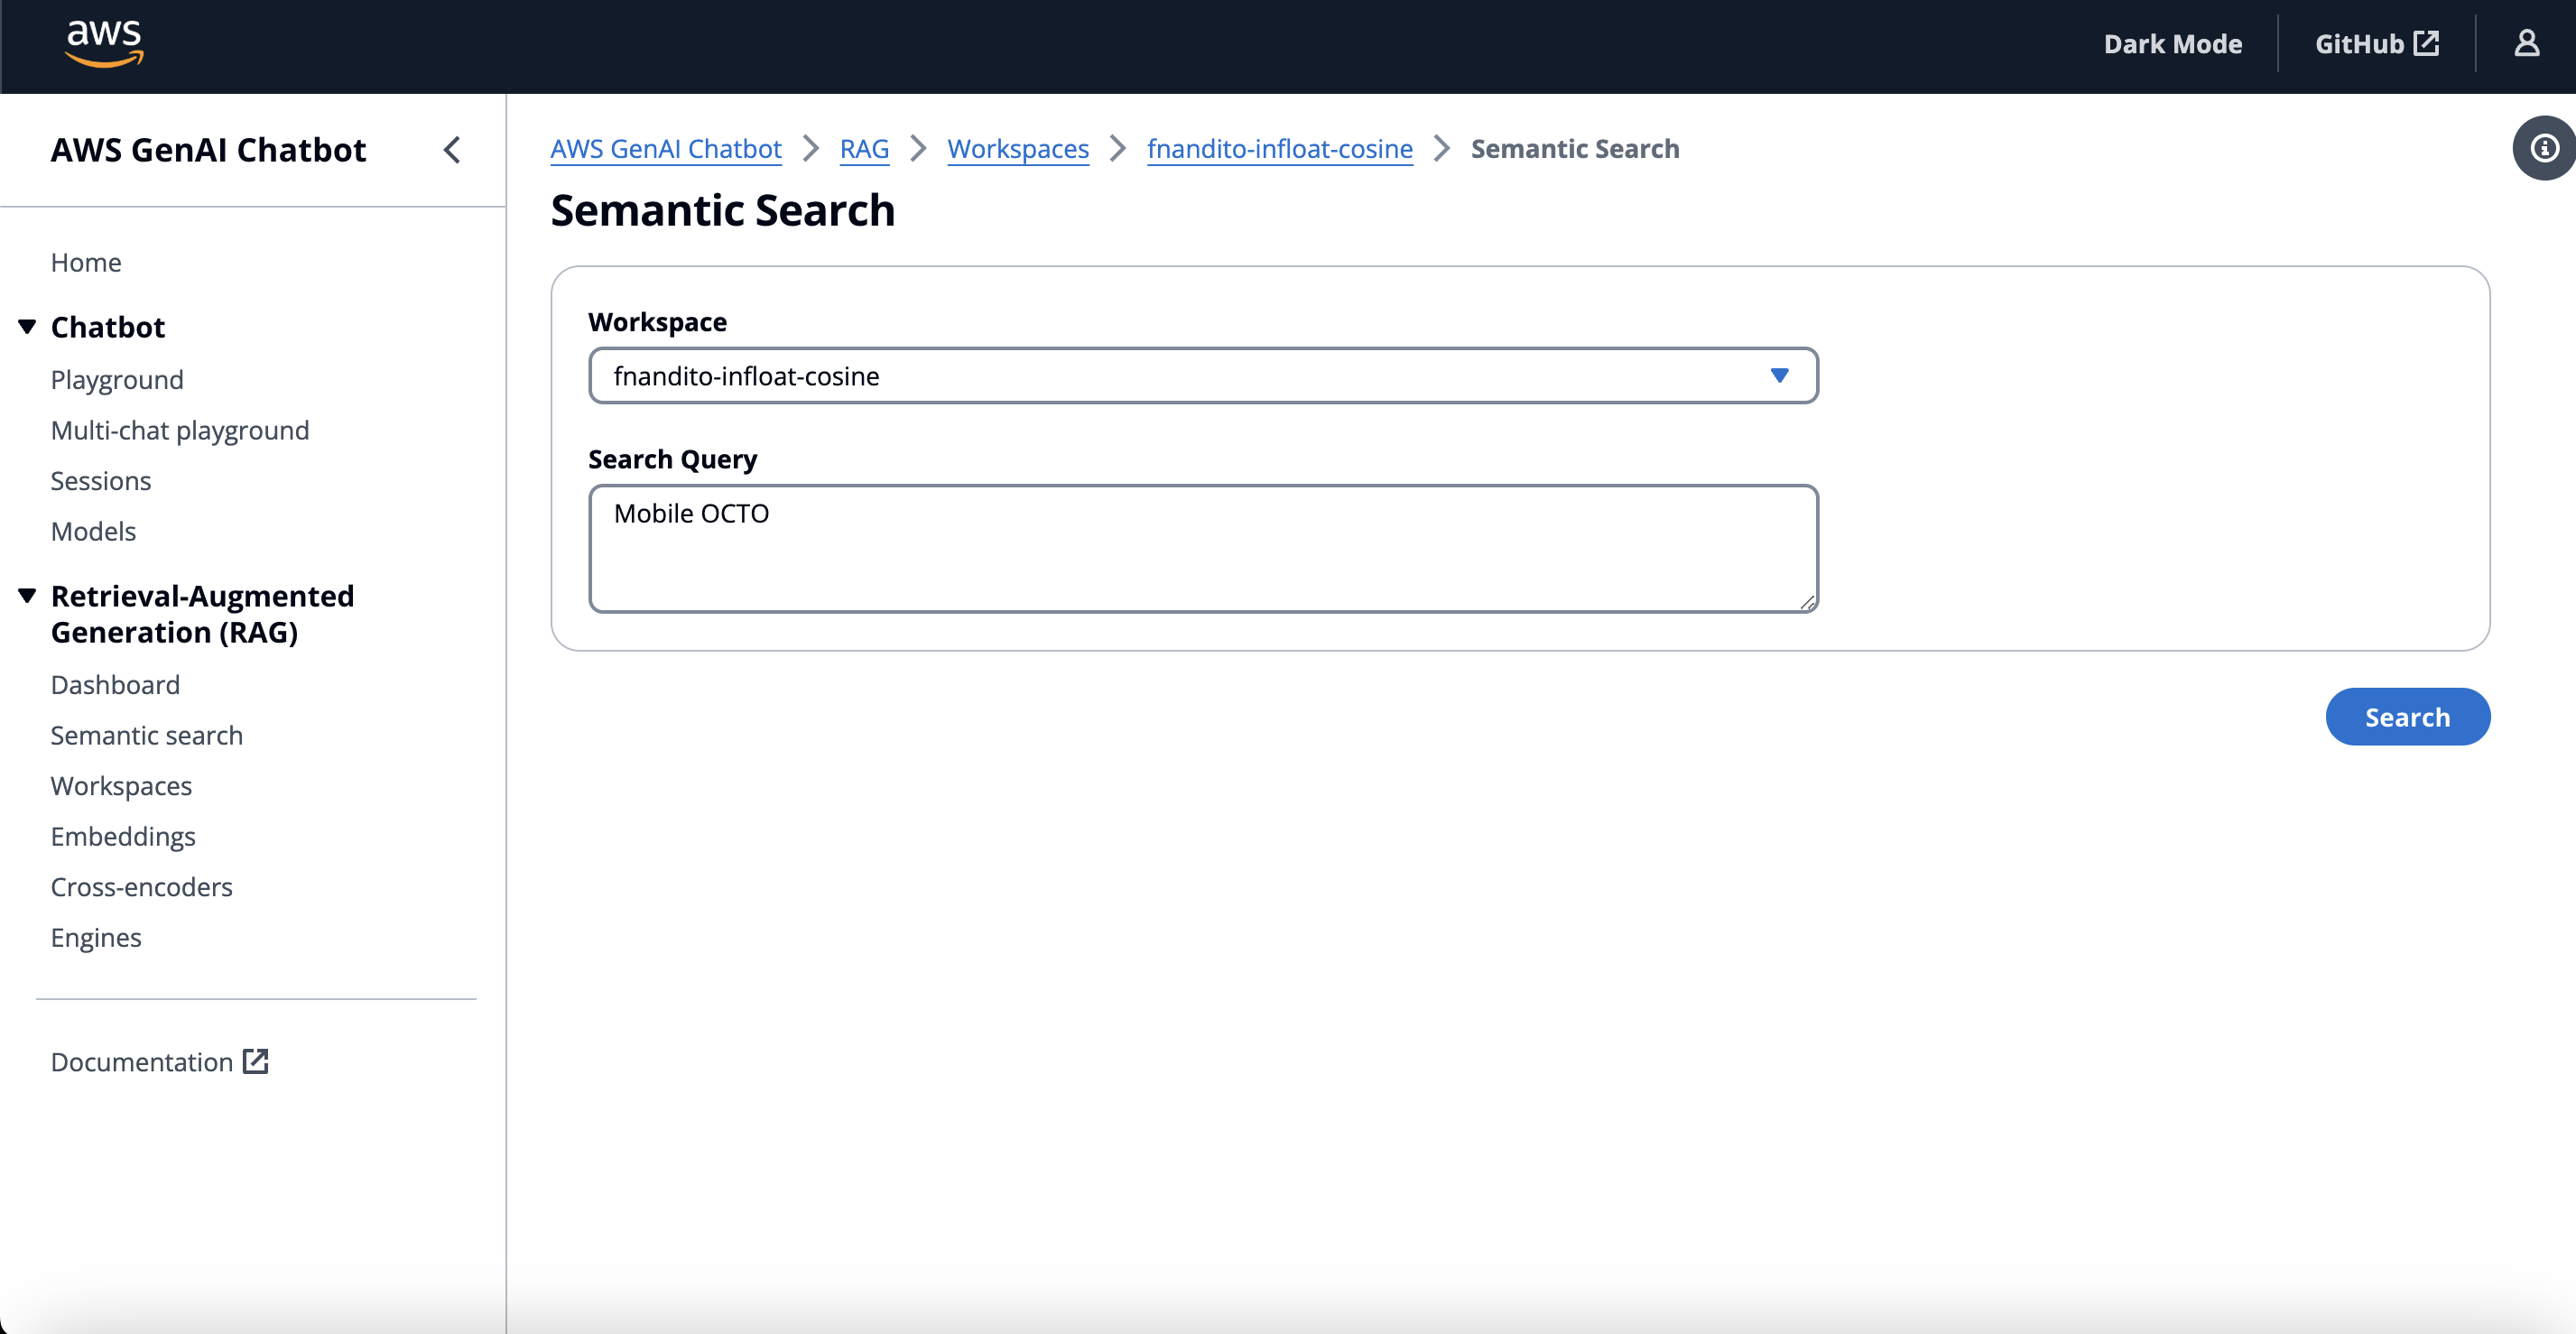 aws
Dark Mode
GitHub
AWS GenAI Chatbot
Home
Chatbot
Playground
Multi-chat playground
Sessions
Models
Retrieval-Augmented
Generation (RAG)
Dashboard
Semantic search
Workspaces
Embeddings
Cross-encoders
Engines
Documentation
AWS GenAI Chatbot > RAG > Workspaces > fnandito-infloat-cosine > Semantic Search
Semantic Search
Workspace
fnandito-infloat-cosine
Search Query
Mobile OCTO
Search